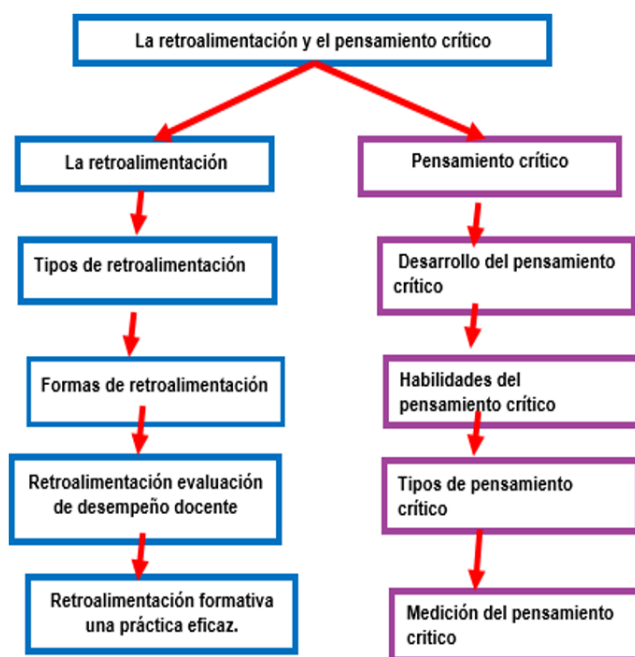 La retroalimentación y el pensamiento crítico
La retroalimentación
Pensamiento crítico
Tipos de retroalimentación
Desarrollo del pensamiento
crítico
Formas de retroalimentación
Habilidades del
pensamiento crítico
Retroalimentación evaluación
de desempeño docente
Tipos de pensamiento
crítico
Retroalimentación formativa
una práctica eficaz.
Medición del pensamiento
critico